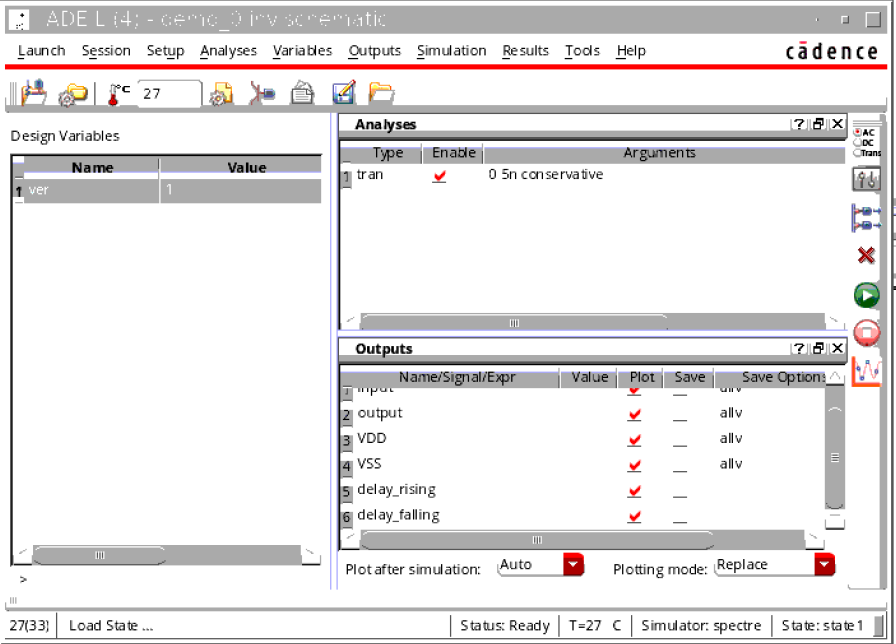 ADE L (4) - demo_0 inv schematic
Launch Session Setup Analyses Variables Outputs Simulation Results Tools Help cādence
°C 27
Design Variables
Name Value
1 ver 1
Analyses
Type Enable Arguments
1 tran 0 5n conservative
AC
DC
Trans
Outputs
Name/Signal/Expr Value Plot Save Save Options
1 input allv
2 output allv
3 VDD allv
4 VSS allv
5 delay_rising
6 delay_falling
Plot after simulation: Auto Plotting mode: Replace
>
27(33) Load State ... Status: Ready T=27 C Simulator: spectre State: state1